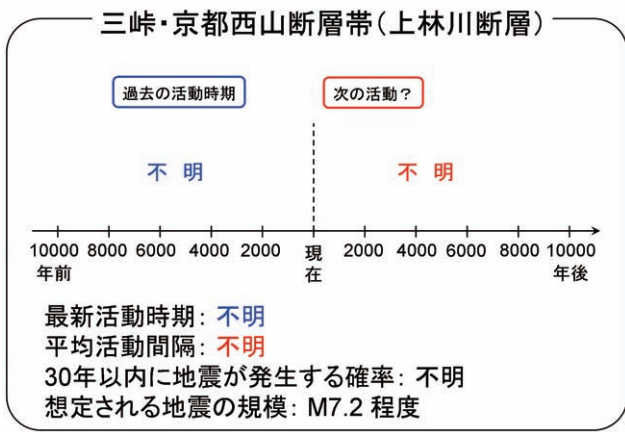 三峠・京都西山断層帯(上林川断層)
過去の活動時期
次の活動？
不 明
不 明
10000 8000 6000 4000 2000 現在 2000 4000 6000 8000 10000
年前 年後
最新活動時期: 不明
平均活動間隔: 不明
30年以内に地震が発生する確率: 不明
想定される地震の規模: M7.2 程度